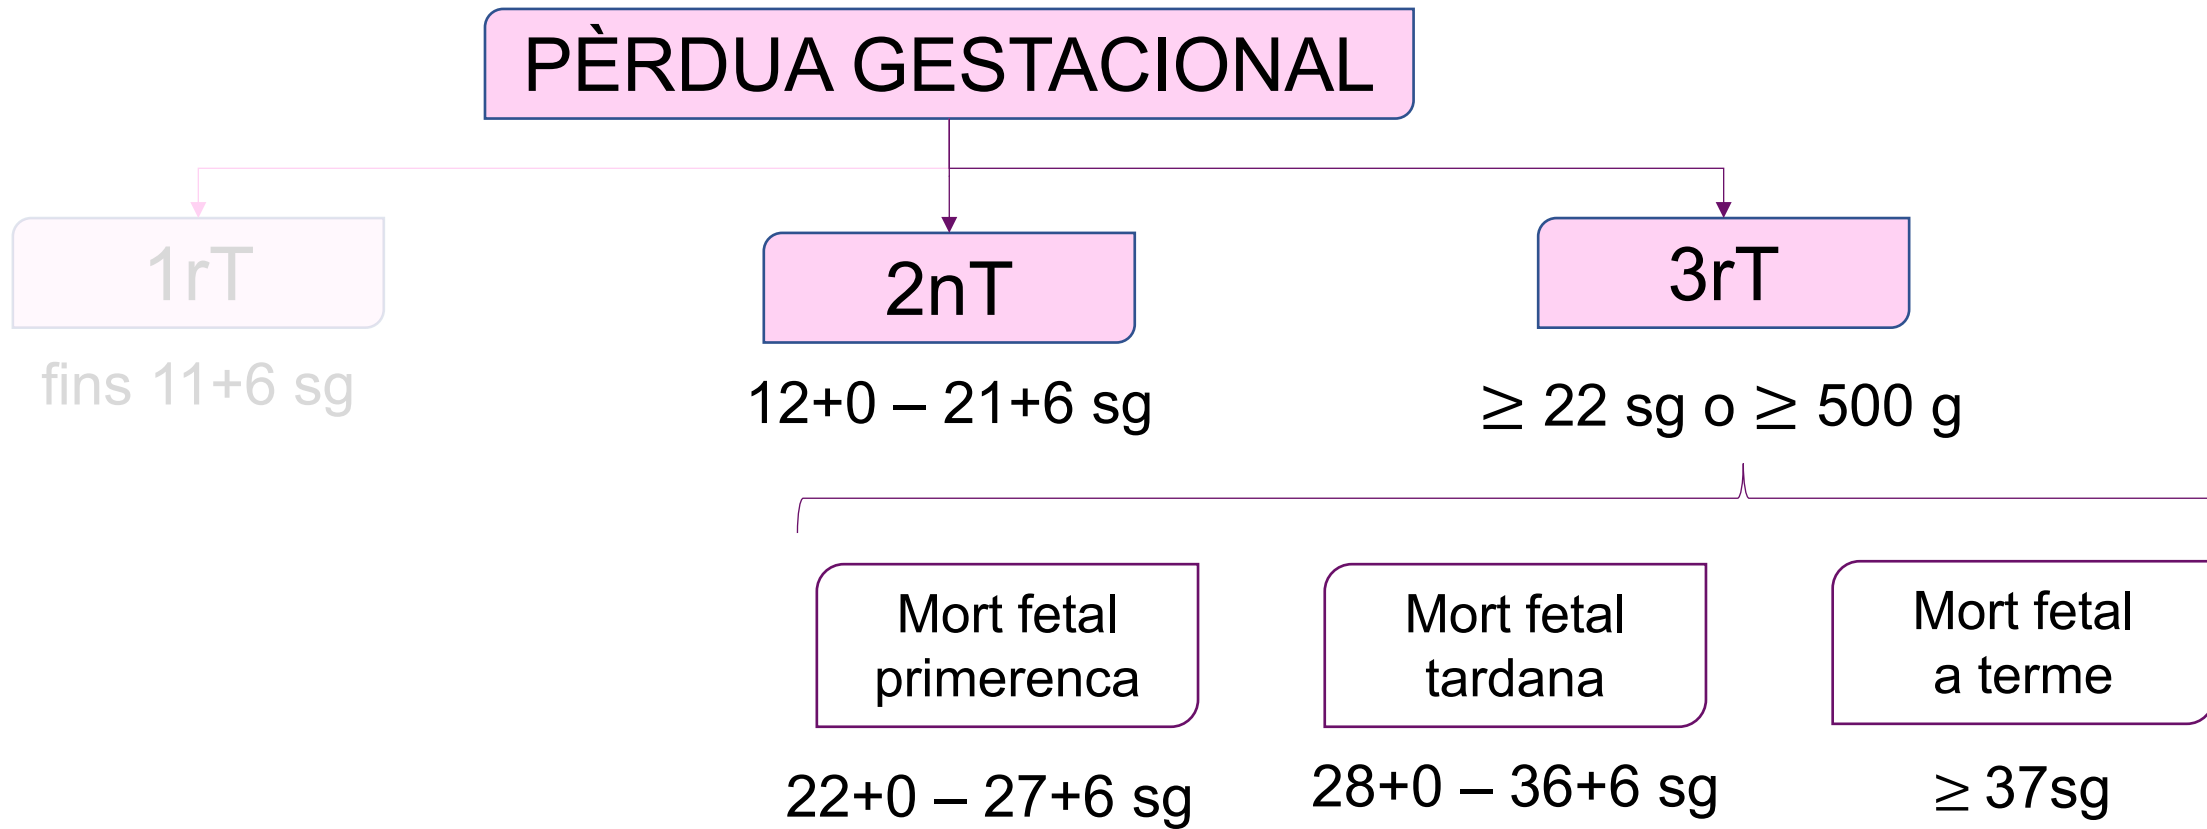 PÈRDUA GESTACIONAL
1rT
fins 11+6 sg
2nT
12+0 – 21+6 sg
3rT
≥ 22 sg o ≥ 500 g
Mort fetal
primerenca
22+0 – 27+6 sg
Mort fetal
tardana
28+0 – 36+6 sg
Mort fetal
a terme
≥ 37sg